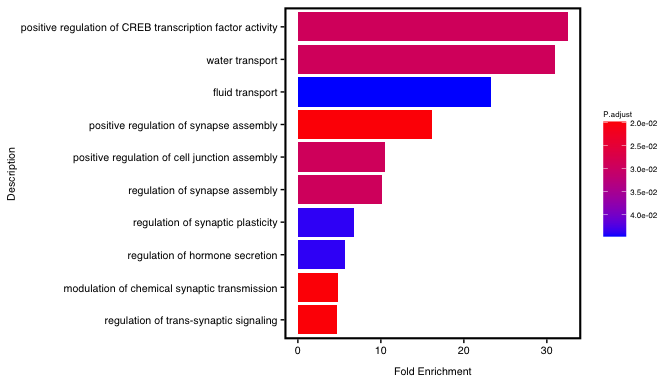 positive regulation of CREB transcription factor activity
water transport
fluid transport
positive regulation of synapse assembly
positive regulation of cell junction assembly
regulation of synapse assembly
regulation of synaptic plasticity
regulation of hormone secretion
modulation of chemical synaptic transmission
regulation of trans-synaptic signaling
Description
0 10 20 30
Fold Enrichment
P.adjust
2.0e-02
2.5e-02
3.0e-02
3.5e-02
4.0e-02